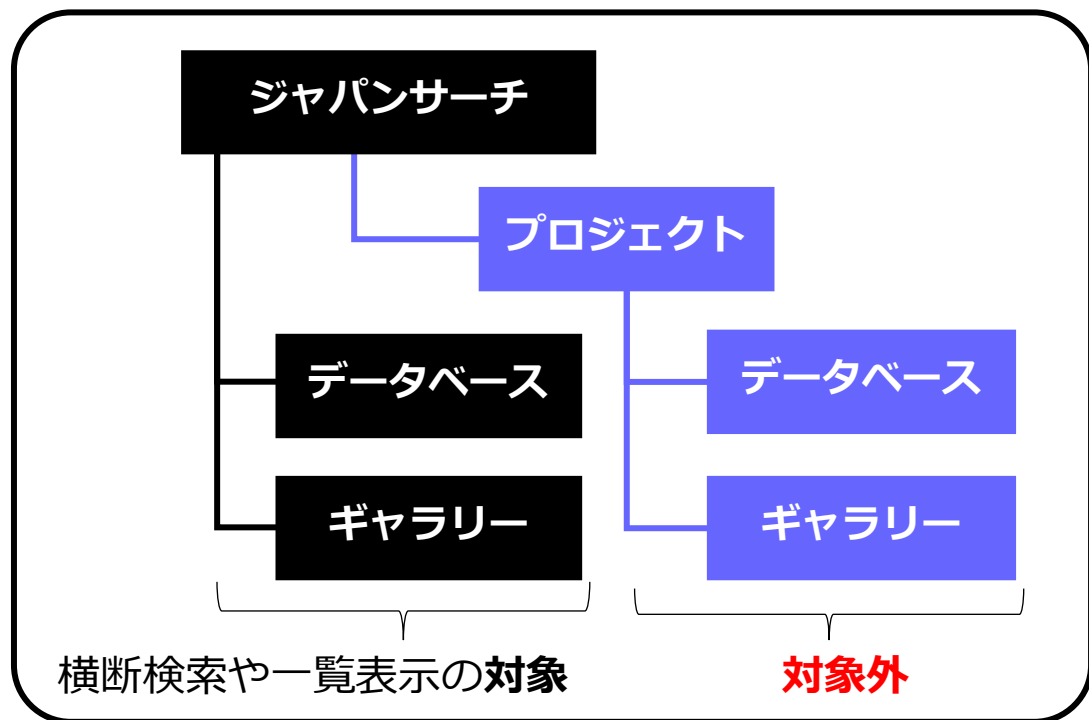 ジャパンサーチ
プロジェクト
データベース
データベース
ギャラリー
ギャラリー
横断検索や一覧表示の対象
対象外